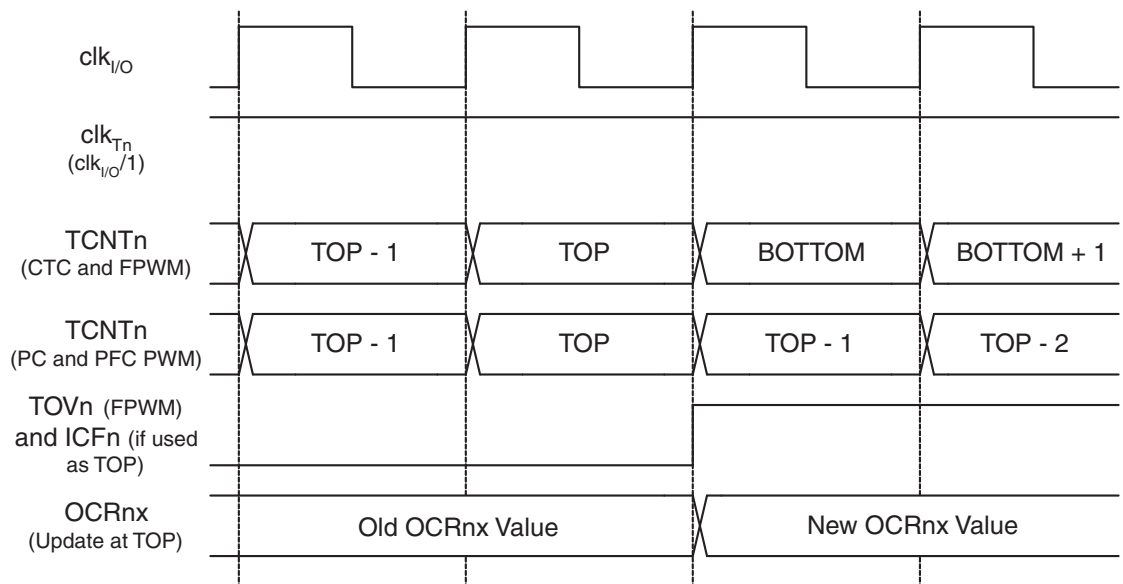 clkI/O
clkTn
(clkI/O/1)
TCNTn
(CTC and FPWM)
TOP - 1
TOP
BOTTOM
BOTTOM + 1
TCNTn
(PC and PFC PWM)
TOP - 1
TOP
TOP - 1
TOP - 2
TOVn (FPWM)
and ICFn (if used
as TOP)
OCRnx
(Update at TOP)
Old OCRnx Value
New OCRnx Value